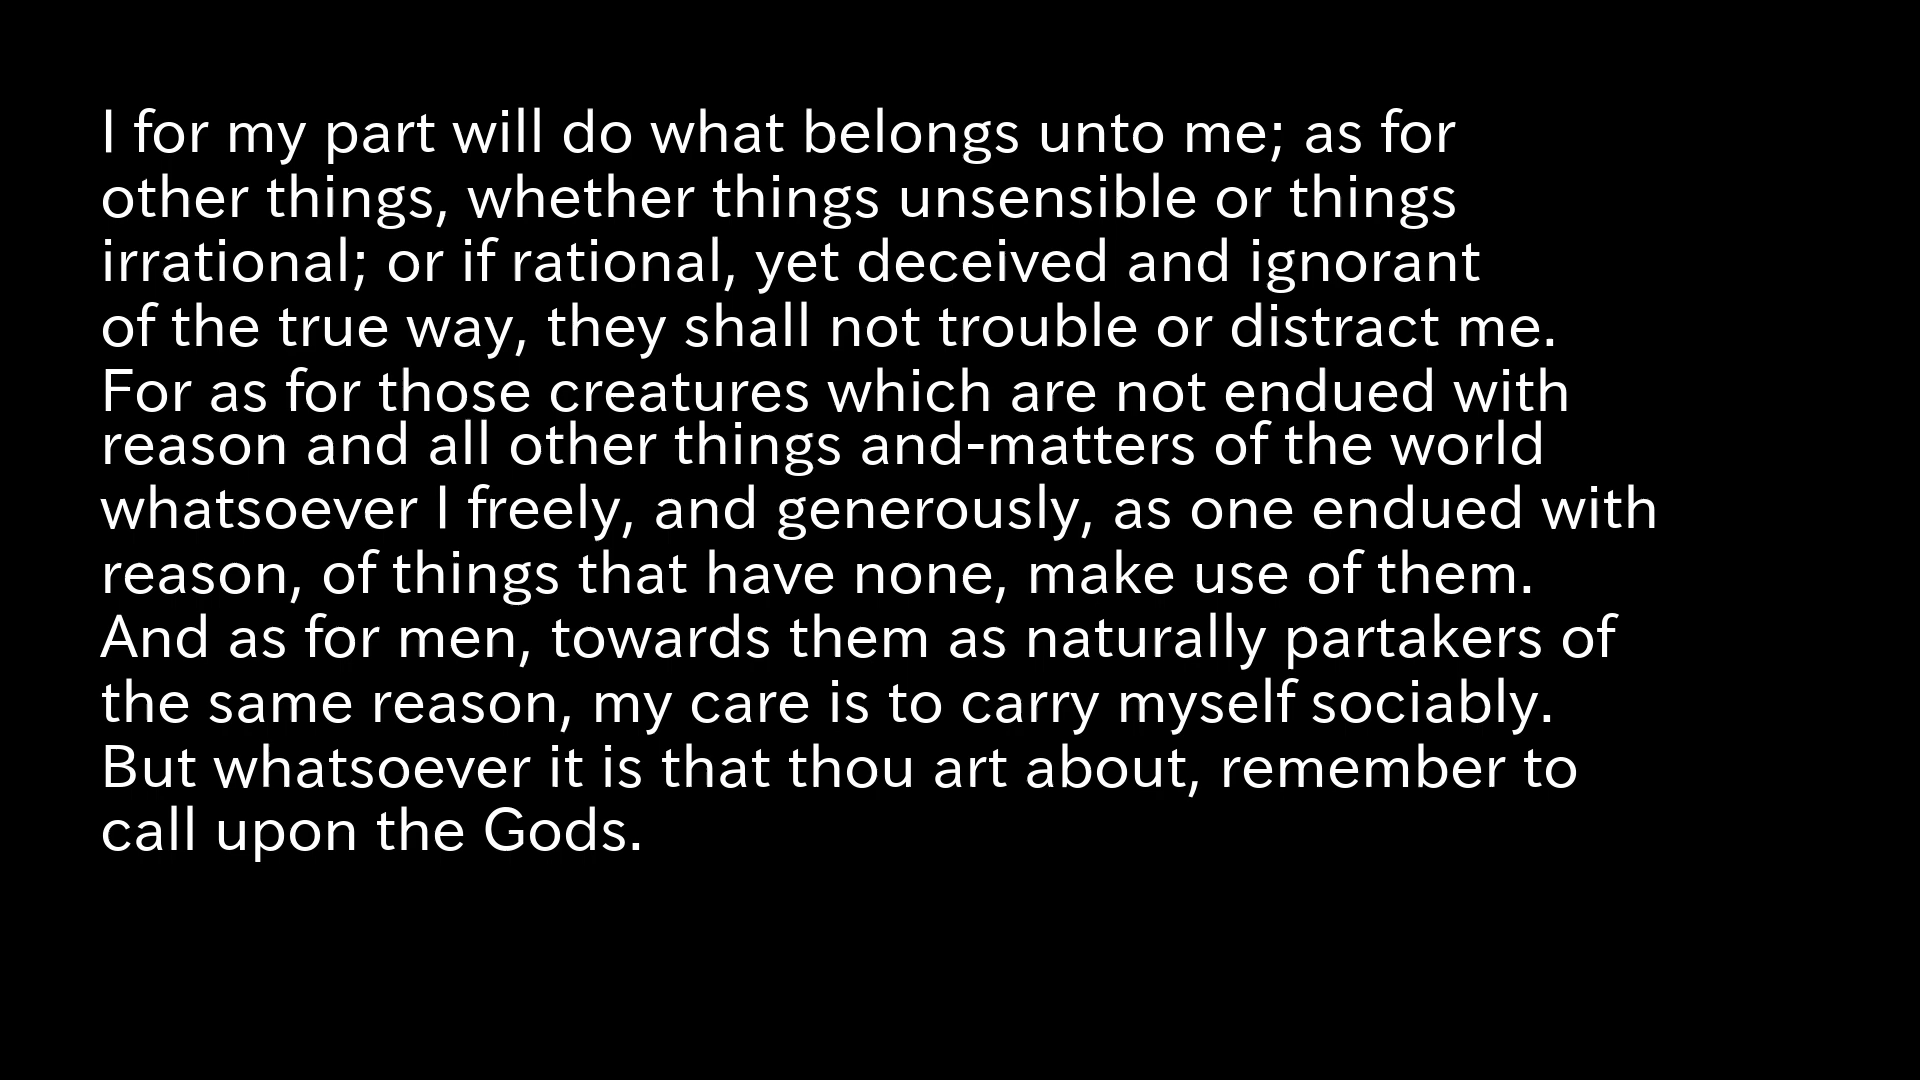 I for my part will do what belongs unto me; as for
other things, whether things unsensible or things
irrational; or if rational, yet deceived and ignorant
of the true way, they shall not trouble or distract me.
For as for those creatures which are not endued with
reason and all other things and-matters of the world
whatsoever I freely, and generously, as one endued with
reason, of things that have none, make use of them.
And as for men, towards them as naturally partakers of
the same reason, my care is to carry myself sociably.
But whatsoever it is that thou art about, remember to
call upon the Gods.